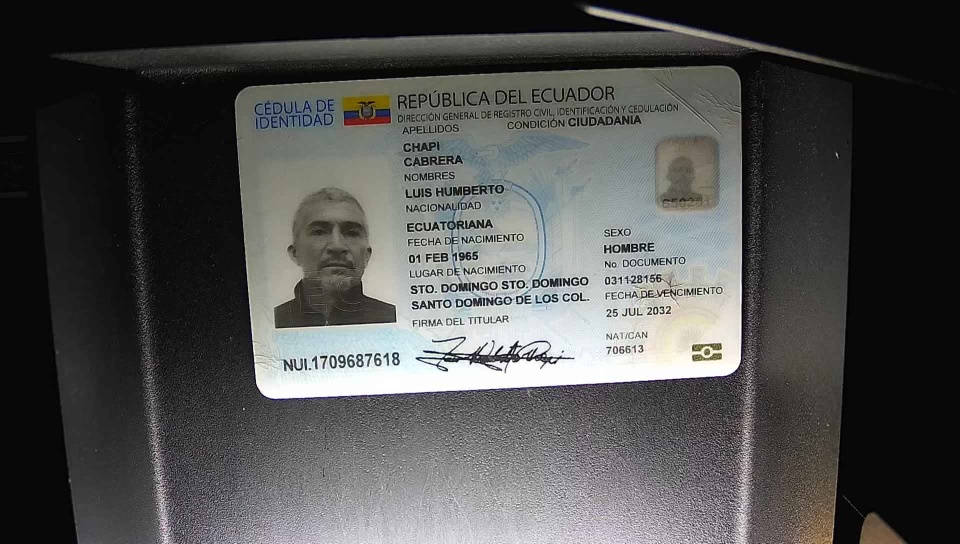 CÉDULA DE
IDENTIDAD
REPÚBLICA DEL ECUADOR
DIRECCIÓN GENERAL DE REGISTRO CIVIL, IDENTIFICACIÓN Y CEDULACIÓN
APELLIDOS
CONDICIÓN CIUDADANÍA
CHAPI
CABRERA
NOMBRES
LUIS HUMBERTO
NACIONALIDAD
ECUATORIANA
FECHA DE NACIMIENTO
01 FEB 1965
LUGAR DE NACIMIENTO
STO. DOMINGO STO. DOMINGO
SANTO DOMINGO DE LOS COL.
FIRMA DEL TITULAR
SEXO
HOMBRE
No. DOCUMENTO
031128156
FECHA DE VENCIMIENTO
25 JUL 2032
NAT/CAN
706613
NUI.1709687618